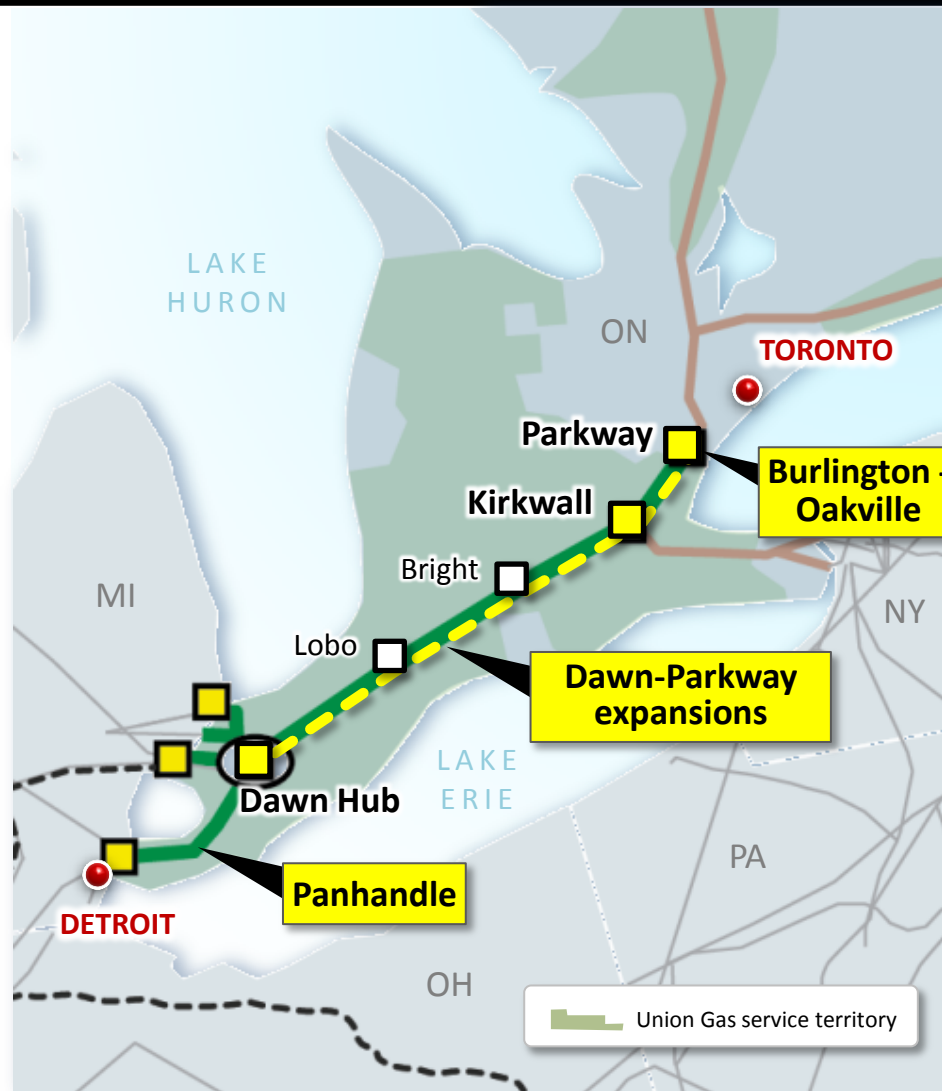 LAKE
HURON
ON
TORONTO
Parkway
Burlington -
Oakville
Kirkwall
Bright
MI
NY
Lobo
Dawn-Parkway
expansions
LAKE
ERIE
Dawn Hub
PA
Panhandle
DETROIT
OH
Union Gas service territory